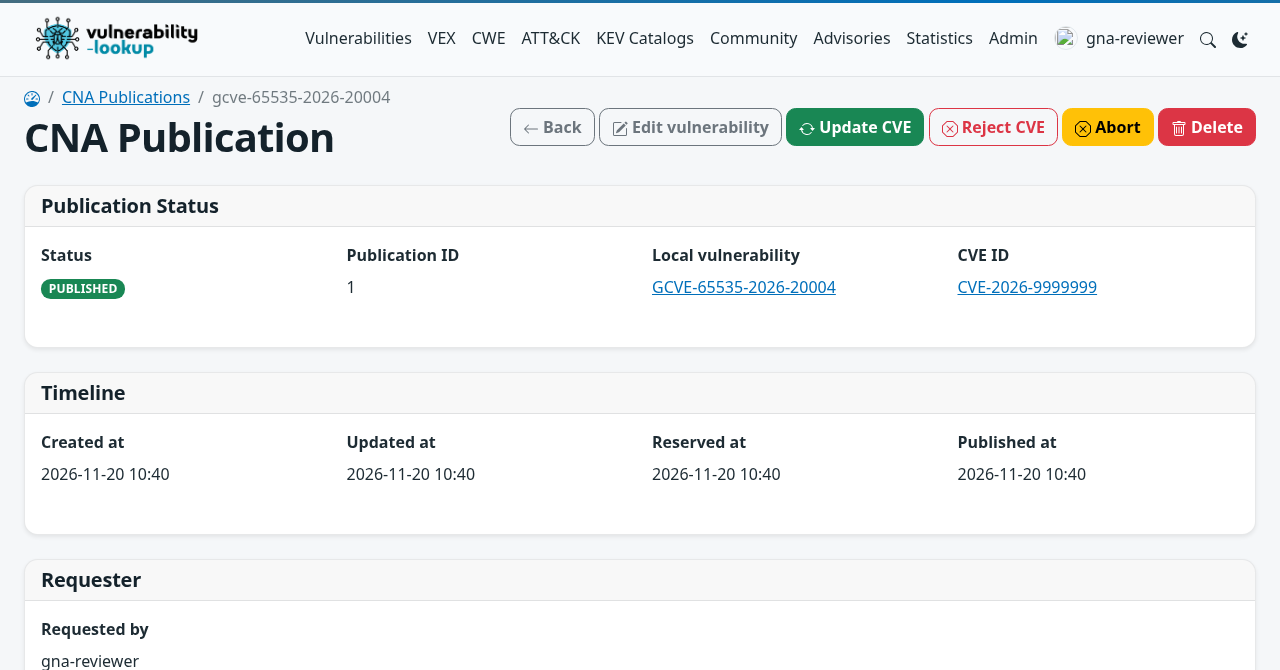 vulnerability
-lookup
Vulnerabilities VEX CWE ATT&CK KEV Catalogs Community Advisories Statistics Admin gna-reviewer
/ CNA Publications / gcve-65535-2026-20004
CNA Publication
Back Edit vulnerability Update CVE Reject CVE Abort Delete
Publication Status
Status Publication ID Local vulnerability CVE ID
PUBLISHED 1 GCVE-65535-2026-20004 CVE-2026-9999999
Timeline
Created at Updated at Reserved at Published at
2026-11-20 10:40 2026-11-20 10:40 2026-11-20 10:40 2026-11-20 10:40
Requester
Requested by
gna-reviewer